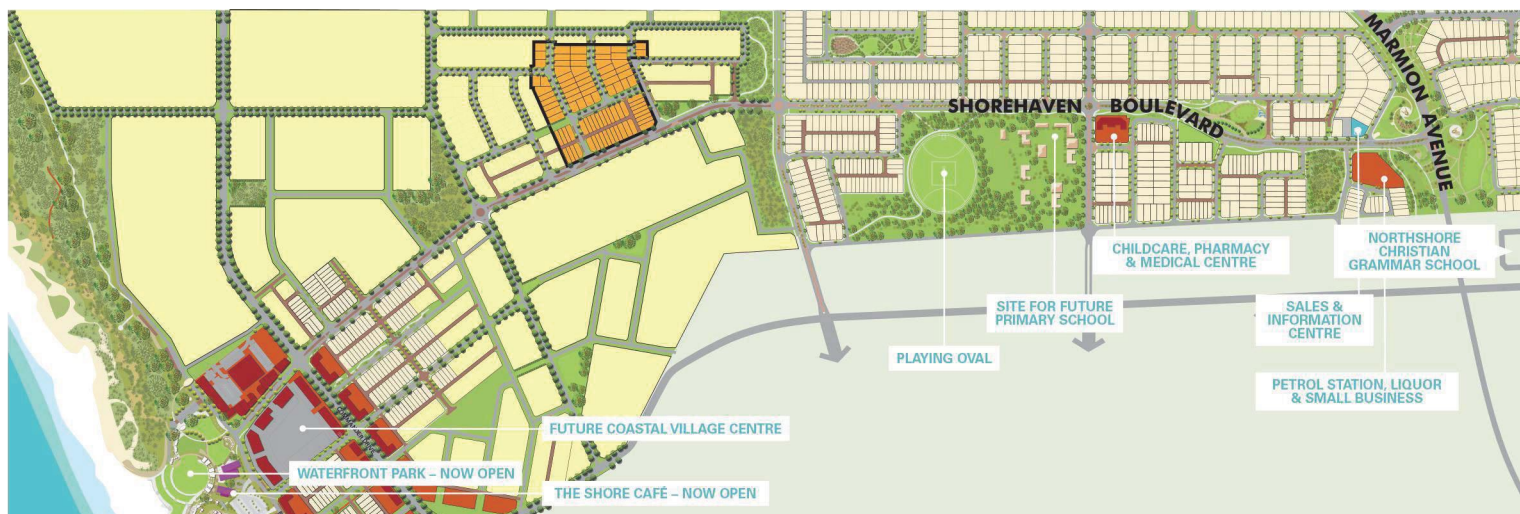 MARMION AVENUE
SHOREHAVEN BOULEVARD
CHILDCARE, PHARMACY
& MEDICAL CENTRE
NORTHSHORE
CHRISTIAN
GRAMMAR SCHOOL
SITE FOR FUTURE
PRIMARY SCHOOL
SALES &
INFORMATION
CENTRE
PLAYING OVAL
PETROL STATION, LIQUOR
& SMALL BUSINESS
FUTURE COASTAL VILLAGE CENTRE
WATERFRONT PARK – NOW OPEN
THE SHORE CAFÉ – NOW OPEN